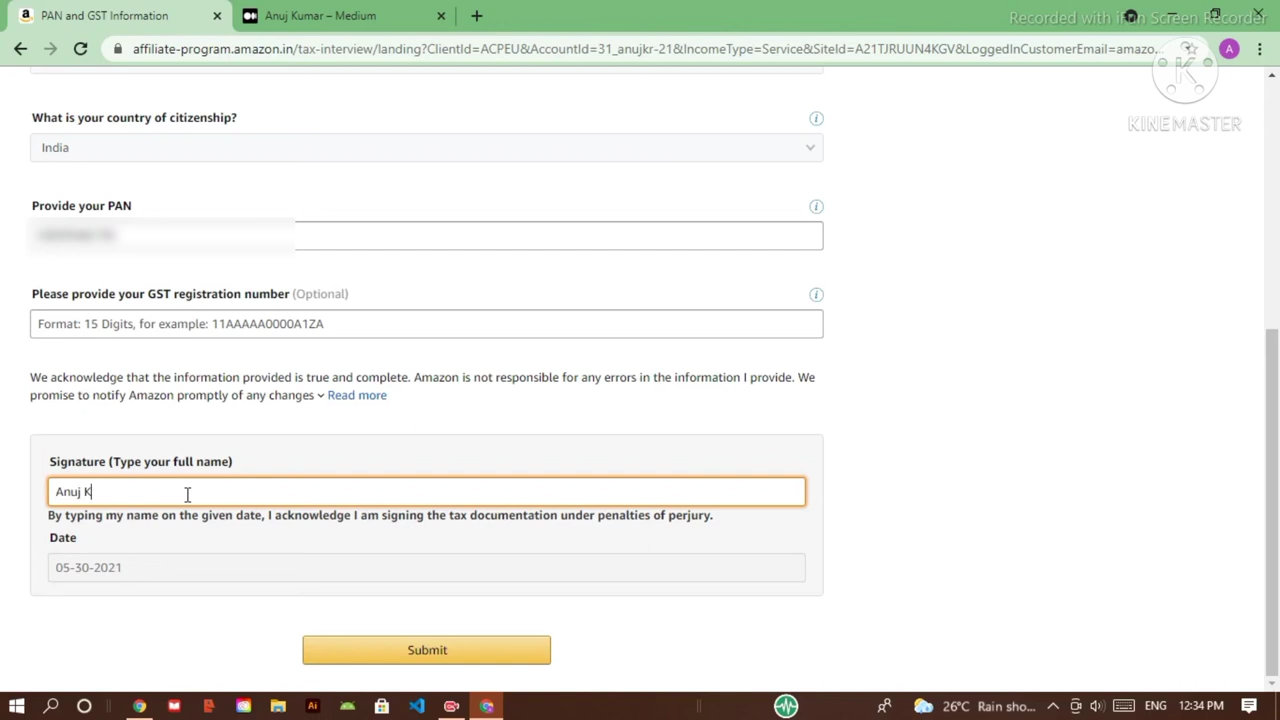 PAN and GST Information
Anuj Kumar – Medium
Recorded with iFun Screen Recorder
affiliate-program.amazon.in/tax-interview/landing?ClientId=ACPEU&AccountId=31_anujkr-21&IncomeType=Service&SiteId=A21TJRUUN4KGV&LoggedInCustomerEmail=amazo...
A
K
KINEMASTER
What is your country of citizenship?
India
Provide your PAN
Please provide your GST registration number (Optional)
Format: 15 Digits, for example: 11AAAAA0000A1ZA
We acknowledge that the information provided is true and complete. Amazon is not responsible for any errors in the information I provide. We
promise to notify Amazon promptly of any changes Read more
Signature (Type your full name)
Anuj K
By typing my name on the given date, I acknowledge I am signing the tax documentation under penalties of perjury.
Date
05-30-2021
Submit
Ai
26°C Rain sho... ENG 12:34 PM